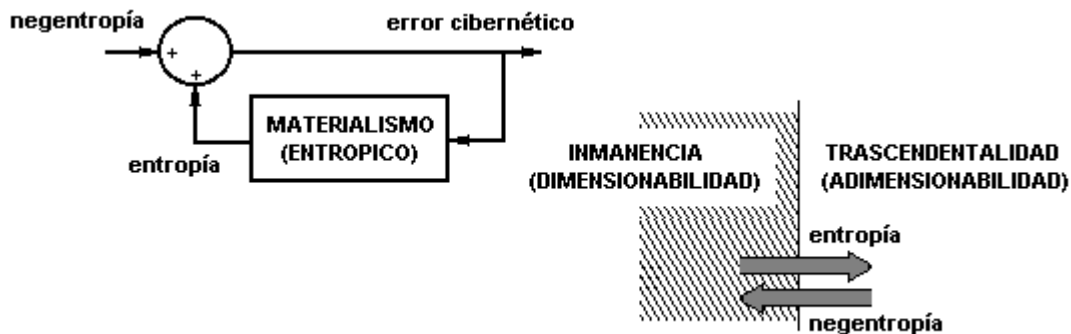 negentropía
error cibernético
+
+
MATERIALISMO
(ENTROPICO)
entropía
INMANENCIA
(DIMENSIONABILIDAD)
TRASCENDENTALIDAD
(ADIMENSIONABILIDAD)
entropía
negentropía